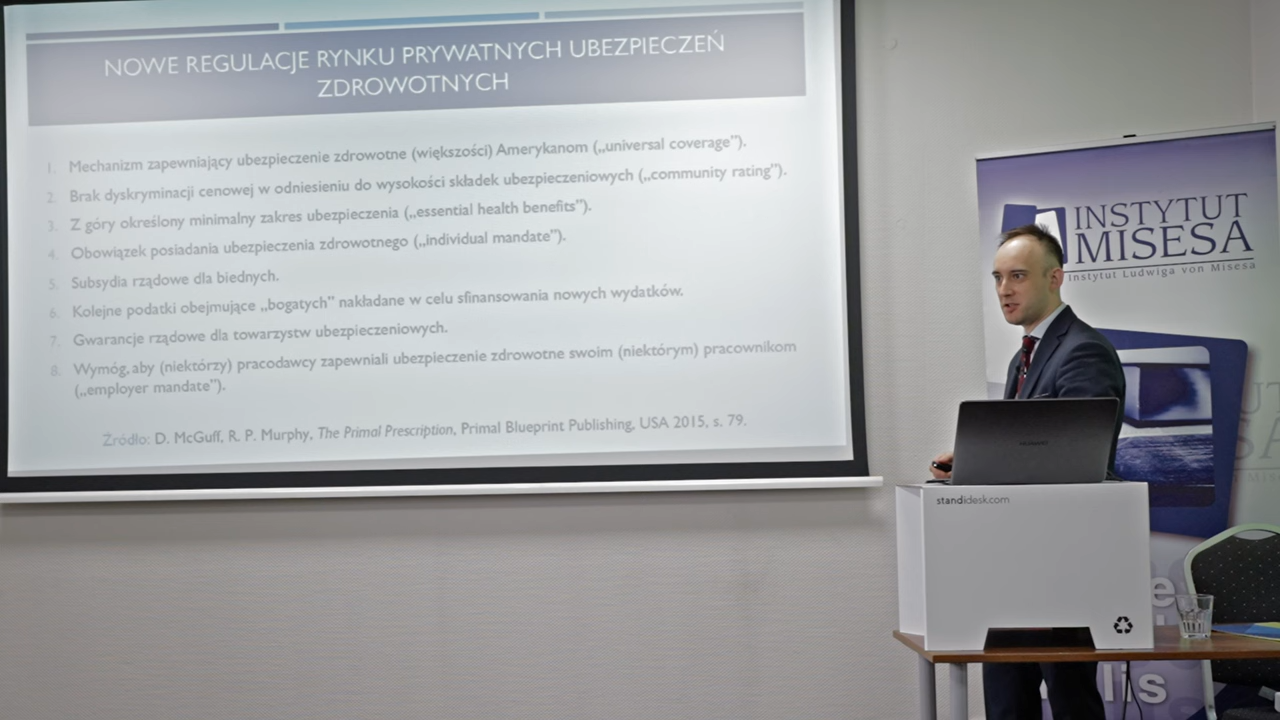 NOWE REGULACJE RYNKU PRYWATNYCH UBEZPIECZEŃ
ZDROWOTNYCH
1. Mechanizm zapewniający ubezpieczenie zdrowotne (większości) Amerykanom („universal coverage”).
2. Brak dyskryminacji cenowej w odniesieniu do wysokości składek ubezpieczeniowych („community rating”).
3. Z góry określony minimalny zakres ubezpieczenia („essential health benefits”).
4. Obowiązek posiadania ubezpieczenia zdrowotnego („individual mandate”).
5. Subsydia rządowe dla biednych.
6. Kolejne podatki obejmujące „bogatych” nakładane w celu sfinansowania nowych wydatków.
7. Gwarancje rządowe dla towarzystw ubezpieczeniowych.
8. Wymóg, aby (niektórzy) pracodawcy zapewniali ubezpieczenie zdrowotne swoim (niektórym) pracownikom
(„employer mandate”).
Źródło: D. McGuff, R. P. Murphy, The Primal Prescription, Primal Blueprint Publishing, USA 2015, s. 79.
INSTYTUT
MISESA
Instytut Ludwiga von Misesa
HUAWEI
standidesk.com